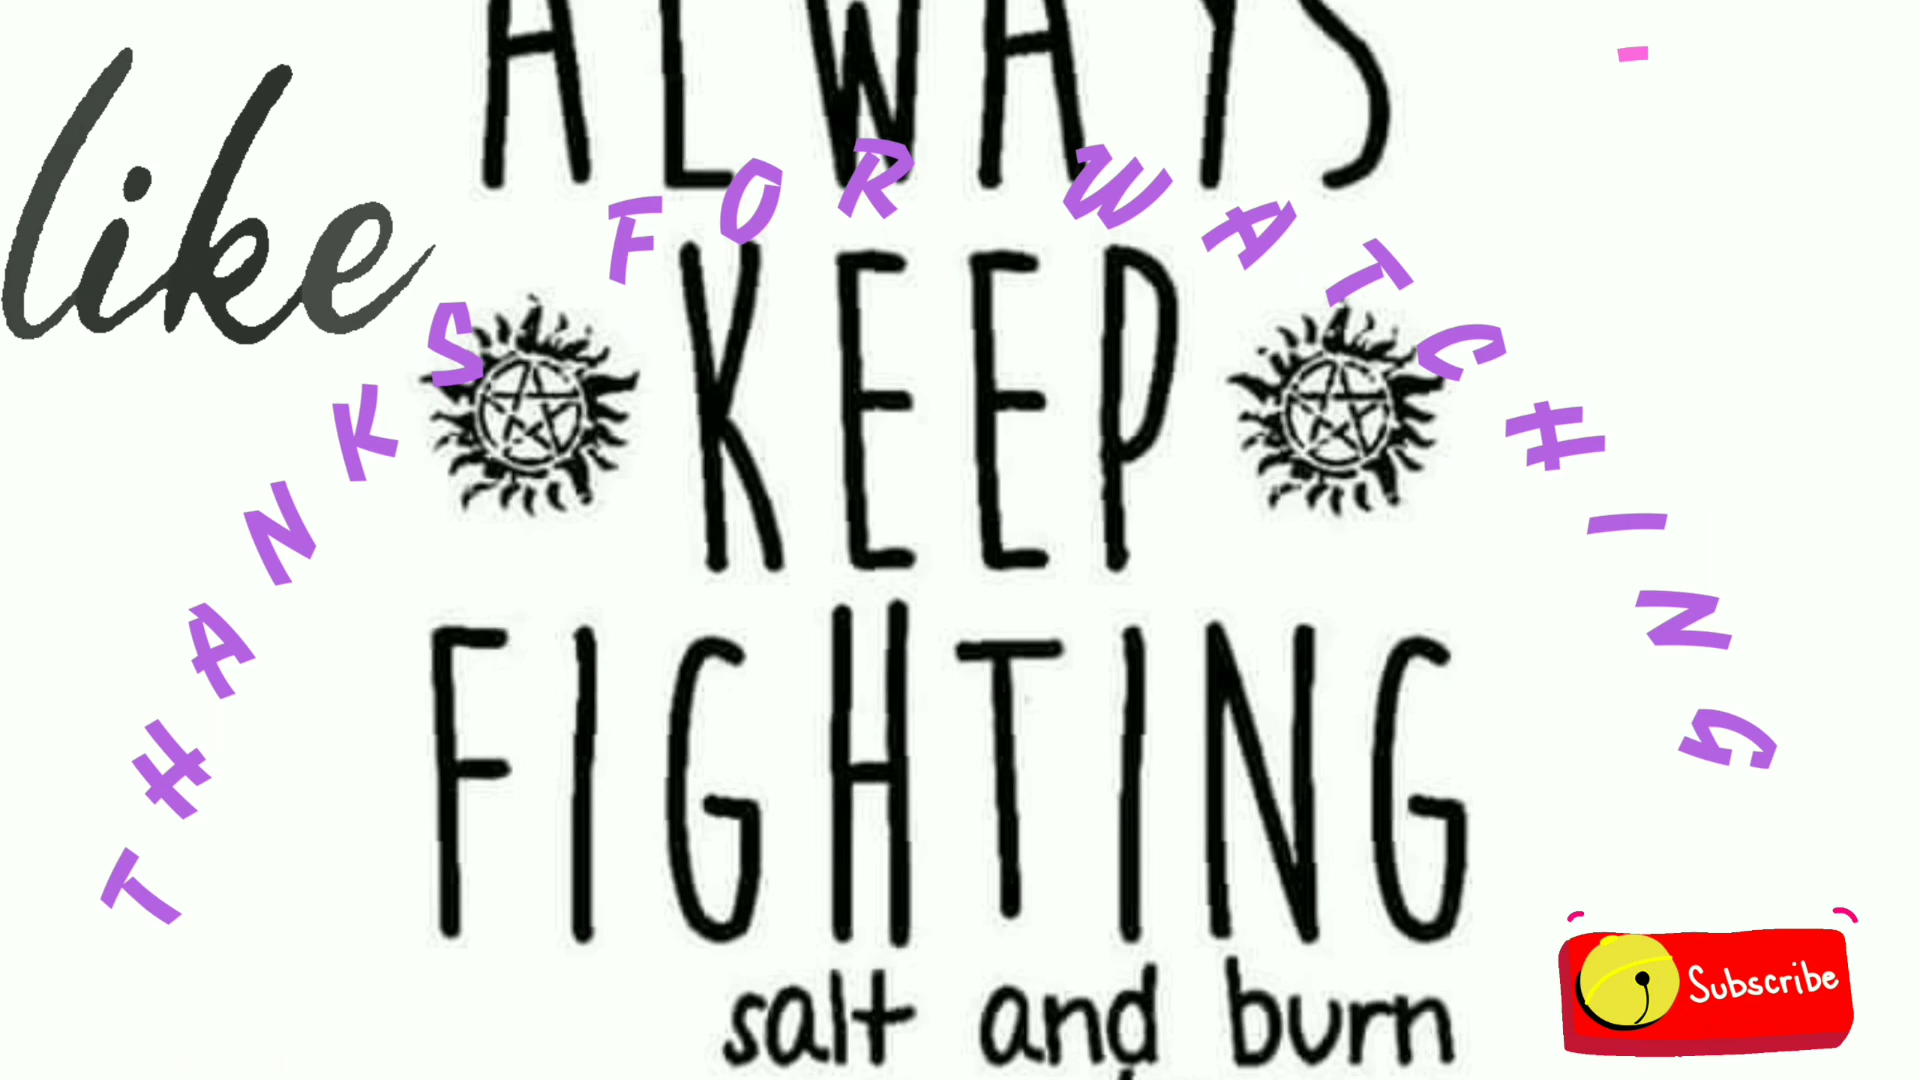 ALWAYS
like
THANKS FOR WATCHING
KEEP
FIGHTING
salt and burn
Subscribe